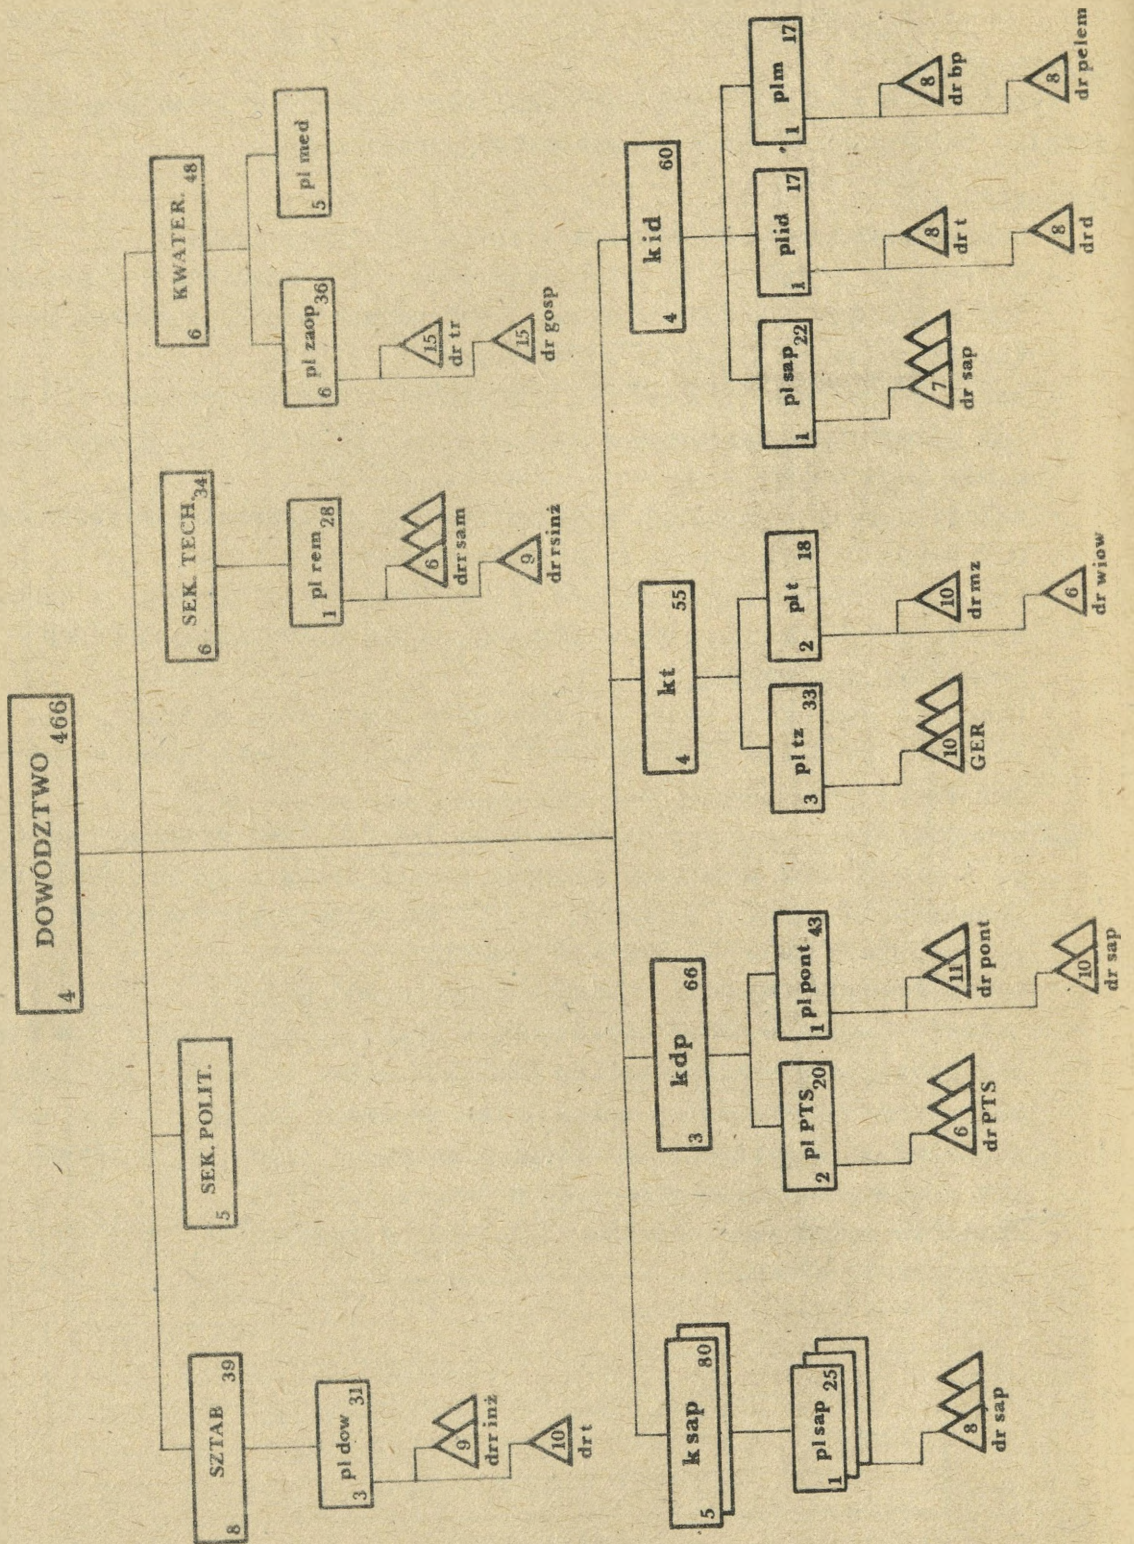 DOWÓDZTWO
4 466
SZTAB
8 39
pl dow
3 31
9
drr inż
10
dr t
SEK. POLIT.
5
SEK. TECH.
6 34
pl rem
1 28
6
drr sam
9
dr rsinż
KWATER.
6 48
pl zaop
6 36
15
dr tr
15
dr gosp
pl med
5
k sap
5 80
pl sap
1 25
8
dr sap
kdp
3 66
pl PTS
2 20
6
dr PTS
pl pont
1 43
11
dr pont
10
dr sap
kt
4 55
pl tz
3 33
10
GER
pl t
2 18
10
dr mz
6
dr wiow
kid
4 60
pl sap
1 22
7
dr sap
plid
1 17
8
dr t
8
dr d
plm
1 17
8
dr bp
8
dr pelem